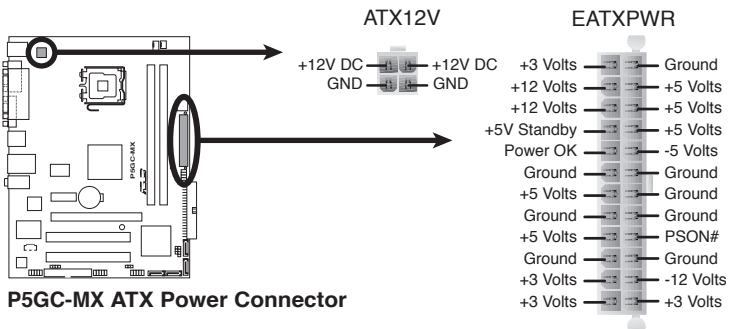 ATX12V
EATXPWR
+12V DC +12V DC
GND GND
+3 Volts Ground
+12 Volts +5 Volts
+12 Volts +5 Volts
+5V Standby +5 Volts
Power OK -5 Volts
Ground Ground
+5 Volts Ground
Ground Ground
+5 Volts PSON#
Ground Ground
+3 Volts -12 Volts
+3 Volts +3 Volts
P5GC-MX
P5GC-MX ATX Power Connector